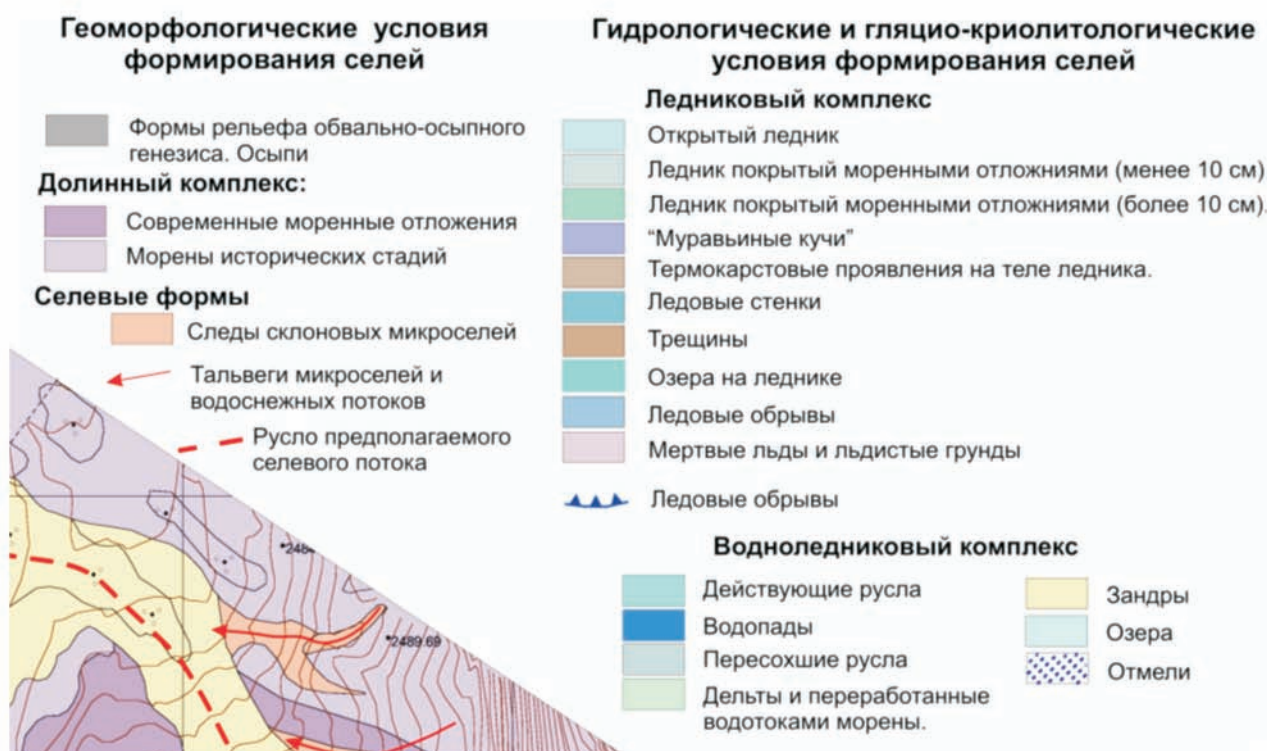 Геоморфологические условия
формирования селей
Формы рельефа обвально-осыпного
генезиса. Осыпи
Долинный комплекс:
Современные моренные отложения
Морены исторических стадий
Селевые формы
Следы склоновых микроселей
Тальвеги микроселей и
водоснежных потоков
Русло предполагаемого
селевого потока
2489.69
Гидрологические и гляцио-криолитологические
условия формирования селей
Ледниковый комплекс
Открытый ледник
Ледник покрытый моренными отложниями (менее 10 см)
Ледник покрытый моренными отложниями (более 10 см).
“Муравьиные кучи”
Термокарстовые проявления на теле ледника.
Ледовые стенки
Трещины
Озера на леднике
Ледовые обрывы
Мертвые льды и льдистые грунды
Ледовые обрывы
Водноледниковый комплекс
Действующие русла
Водопады
Пересохшие русла
Дельты и переработанные
водотоками морены.
Зандры
Озера
Отмели